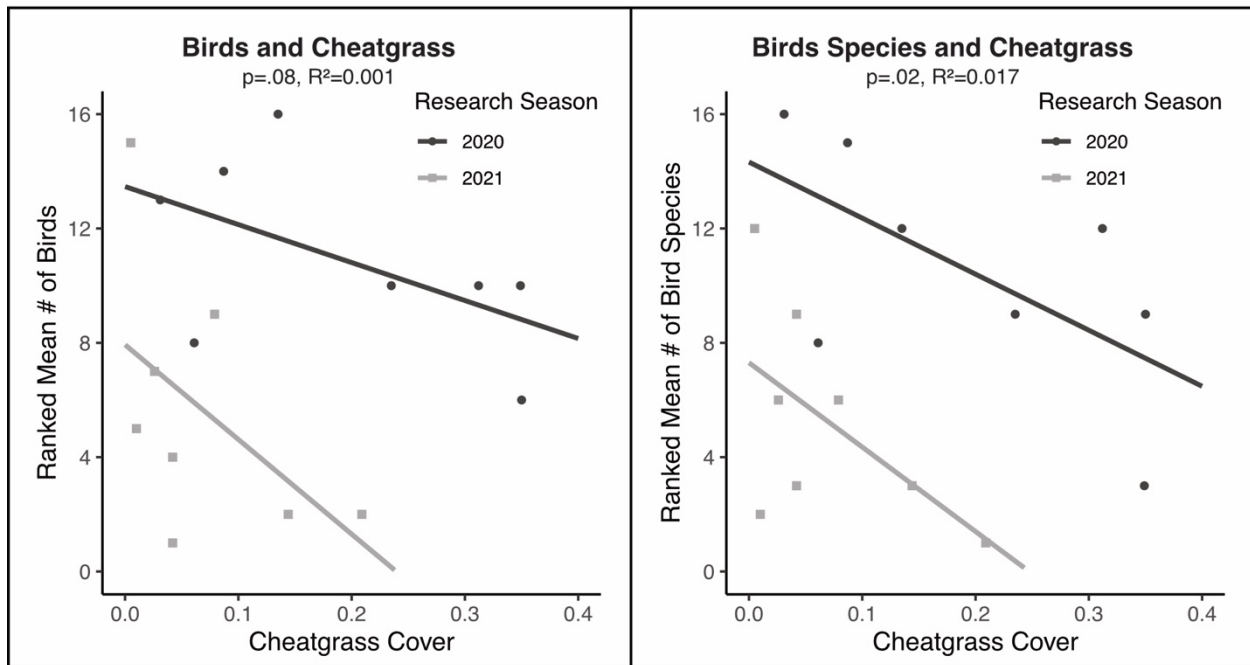 Birds and Cheatgrass
p=.08, R²=0.001
Research Season
2020
2021
Ranked Mean # of Birds
16
12
8
4
0
0.0 0.1 0.2 0.3 0.4
Cheatgrass Cover
Birds Species and Cheatgrass
p=.02, R²=0.017
Research Season
2020
2021
Ranked Mean # of Bird Species
16
12
8
4
0
0.0 0.1 0.2 0.3 0.4
Cheatgrass Cover